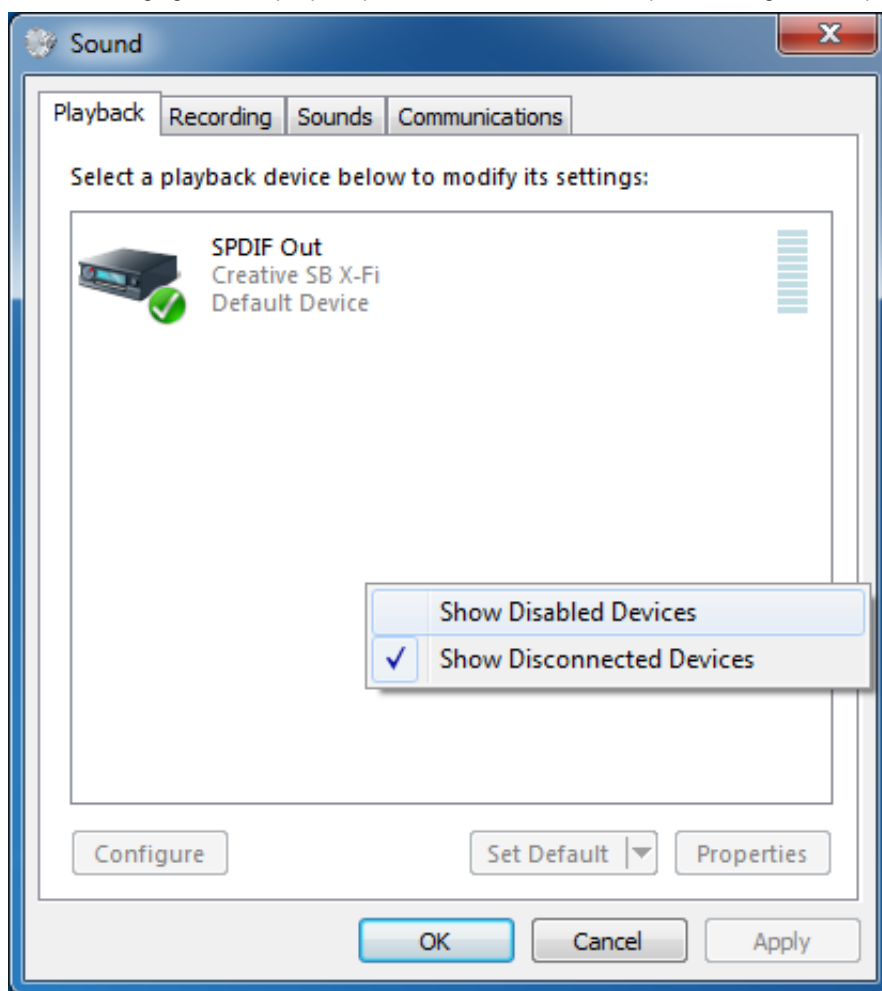 Sound
Playback Recording Sounds Communications
Select a playback device below to modify its settings:
SPDIF Out
Creative SB X-Fi
Default Device
Show Disabled Devices
Show Disconnected Devices
Configure Set Default Properties
OK Cancel Apply